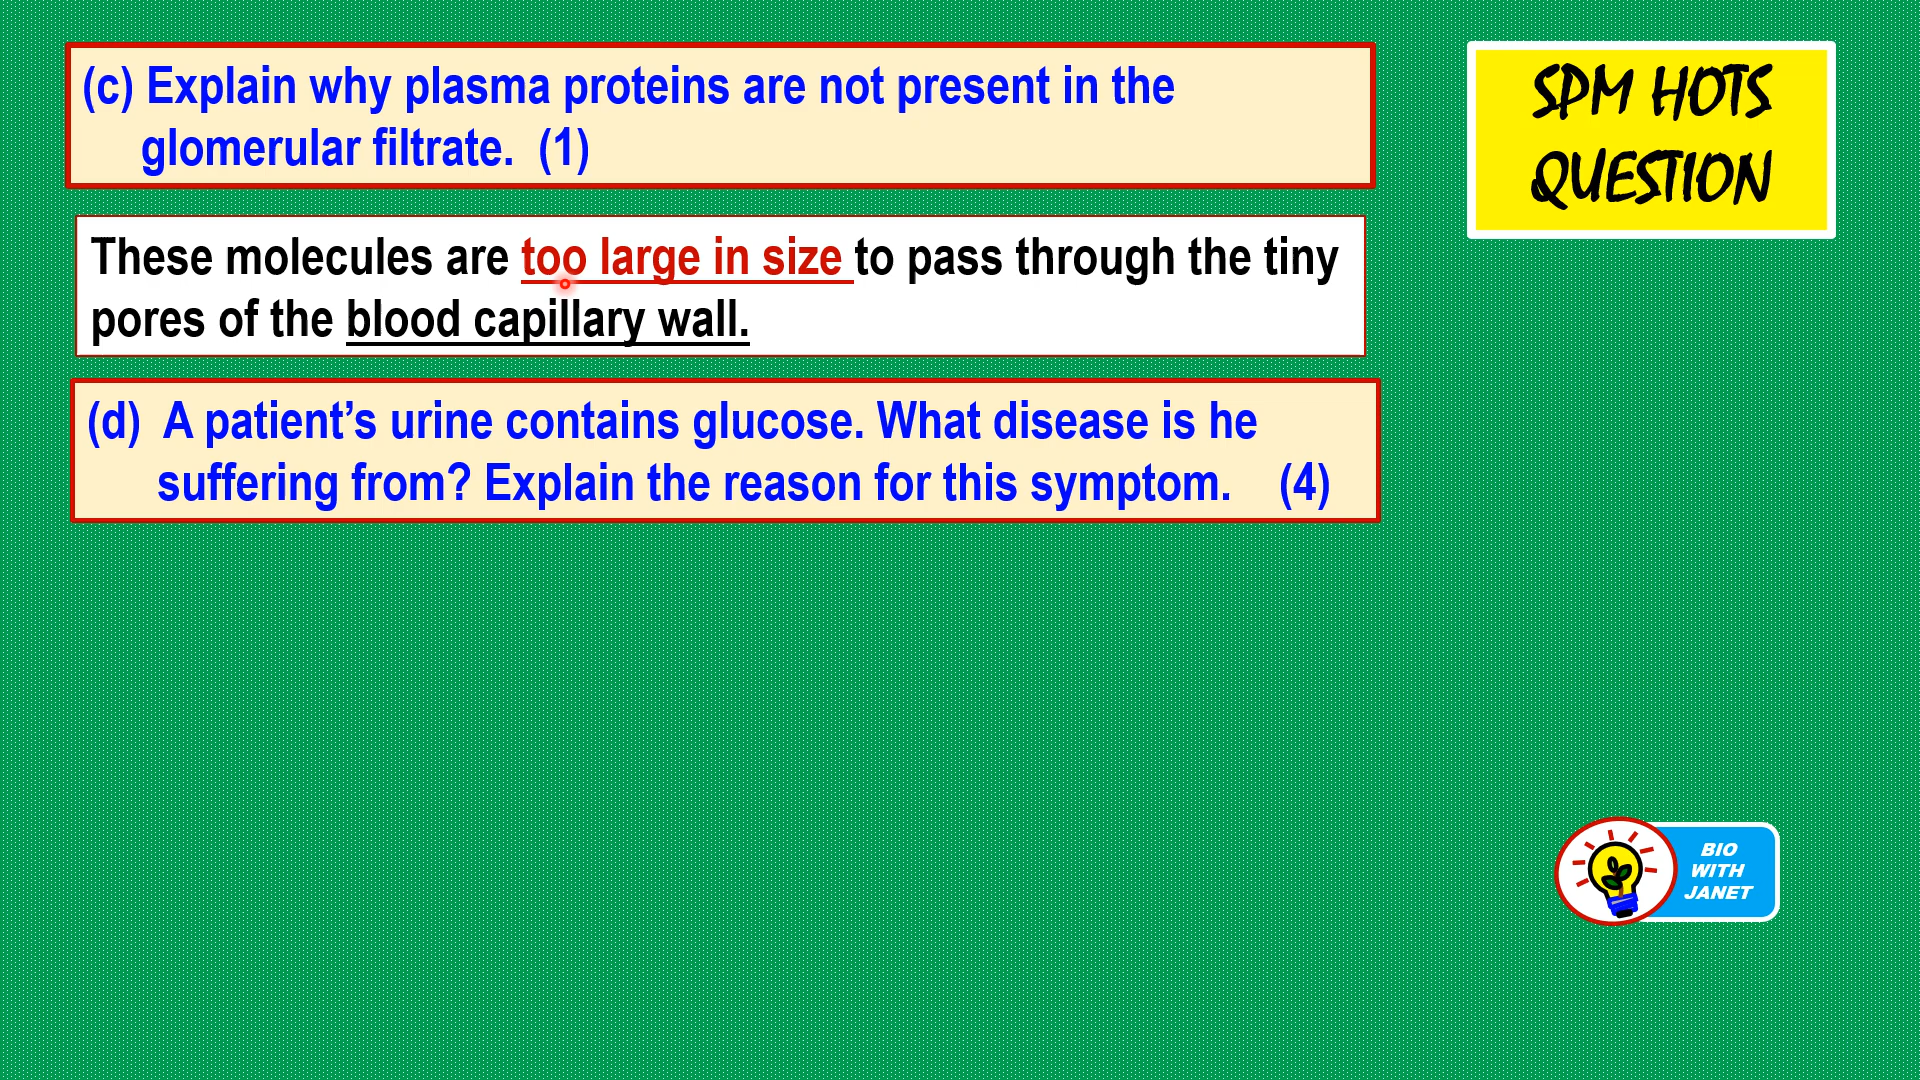 (c) Explain why plasma proteins are not present in the
glomerular filtrate. (1)
SPM HOTS
QUESTION
These molecules are too large in size to pass through the tiny
pores of the blood capillary wall.
(d) A patient’s urine contains glucose. What disease is he
suffering from? Explain the reason for this symptom. (4)
BIO
WITH
JANET